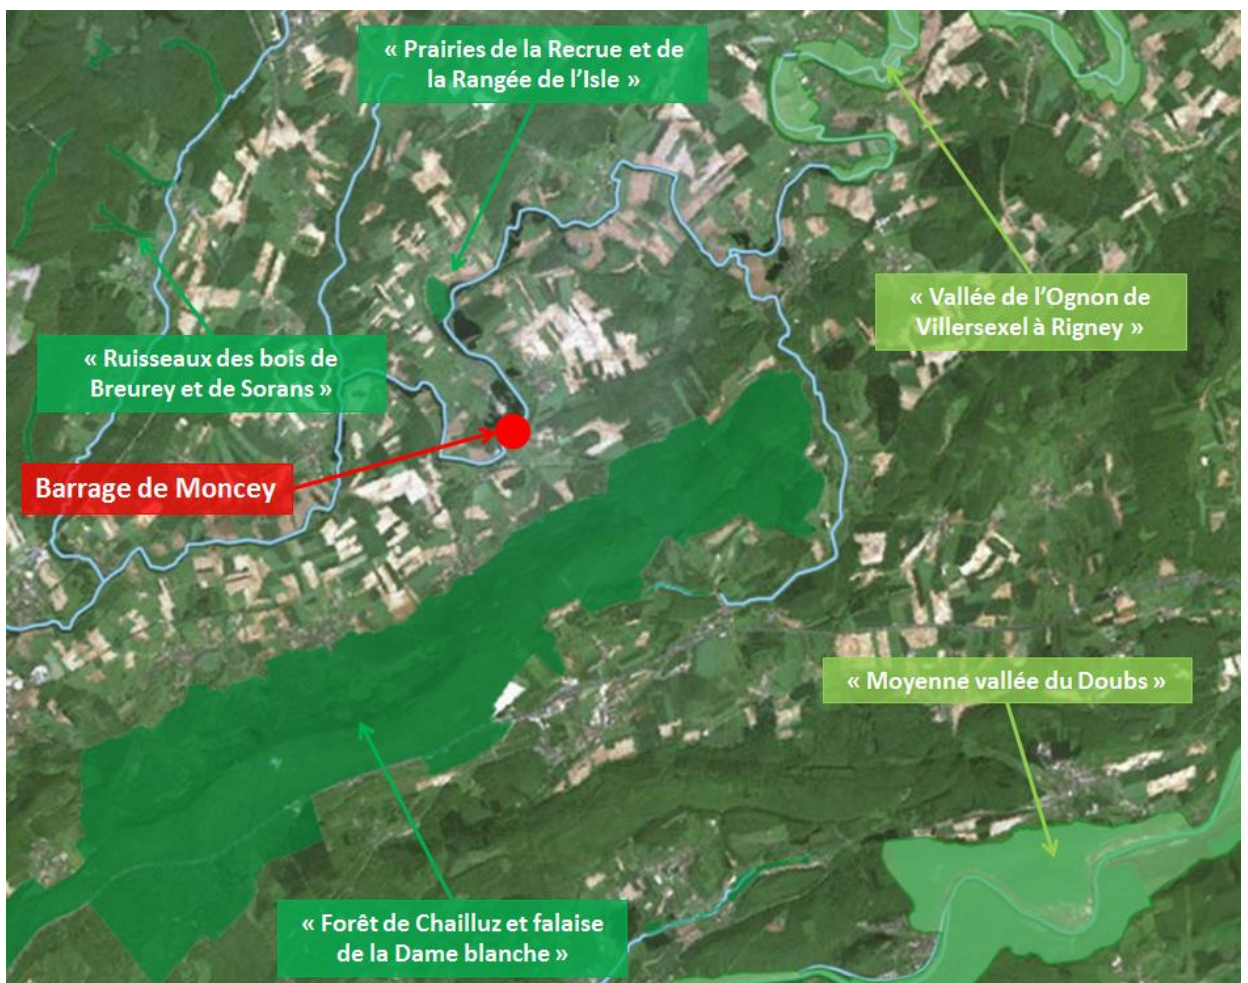 « Prairies de la Recrue et de
la Rangée de l’Isle »
« Vallée de l’Ognon de
Villersexel à Rigney »
« Ruisseaux des bois de
Breurey et de Sorans »
Barrage de Moncey
« Moyenne vallée du Doubs »
« Forêt de Chailluz et falaise
de la Dame blanche »